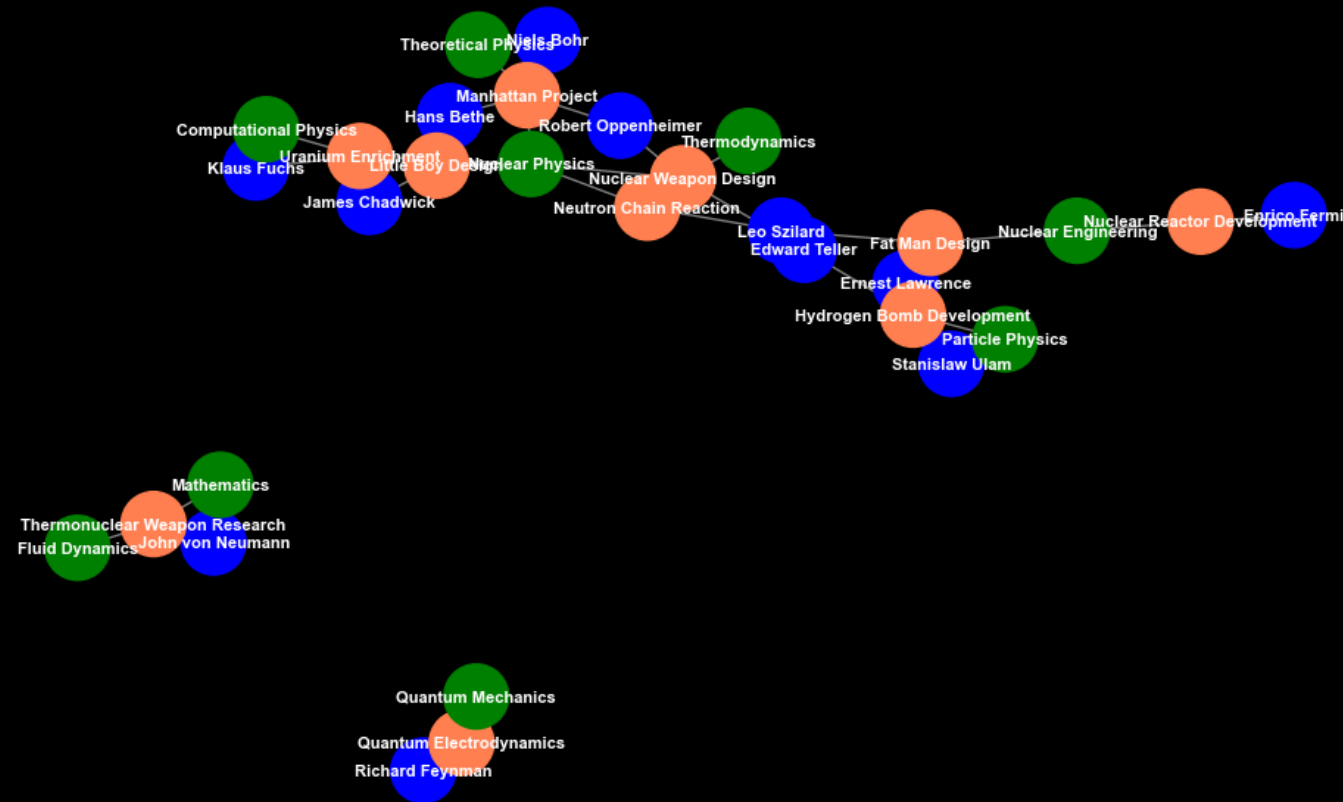 Niels Bohr
Theoretical Physics
Manhattan Project
Hans Bethe
Robert Oppenheimer
Computational Physics
Thermodynamics
Uranium Enrichment
Little Boy Design
Nuclear Physics
Klaus Fuchs
Nuclear Weapon Design
James Chadwick
Neutron Chain Reaction
Enrico Fermi
Nuclear Reactor Development
Leo Szilard
Nuclear Engineering
Fat Man Design
Edward Teller
Ernest Lawrence
Hydrogen Bomb Development
Particle Physics
Stanislaw Ulam
Mathematics
Thermonuclear Weapon Research
John von Neumann
Fluid Dynamics
Quantum Mechanics
Quantum Electrodynamics
Richard Feynman